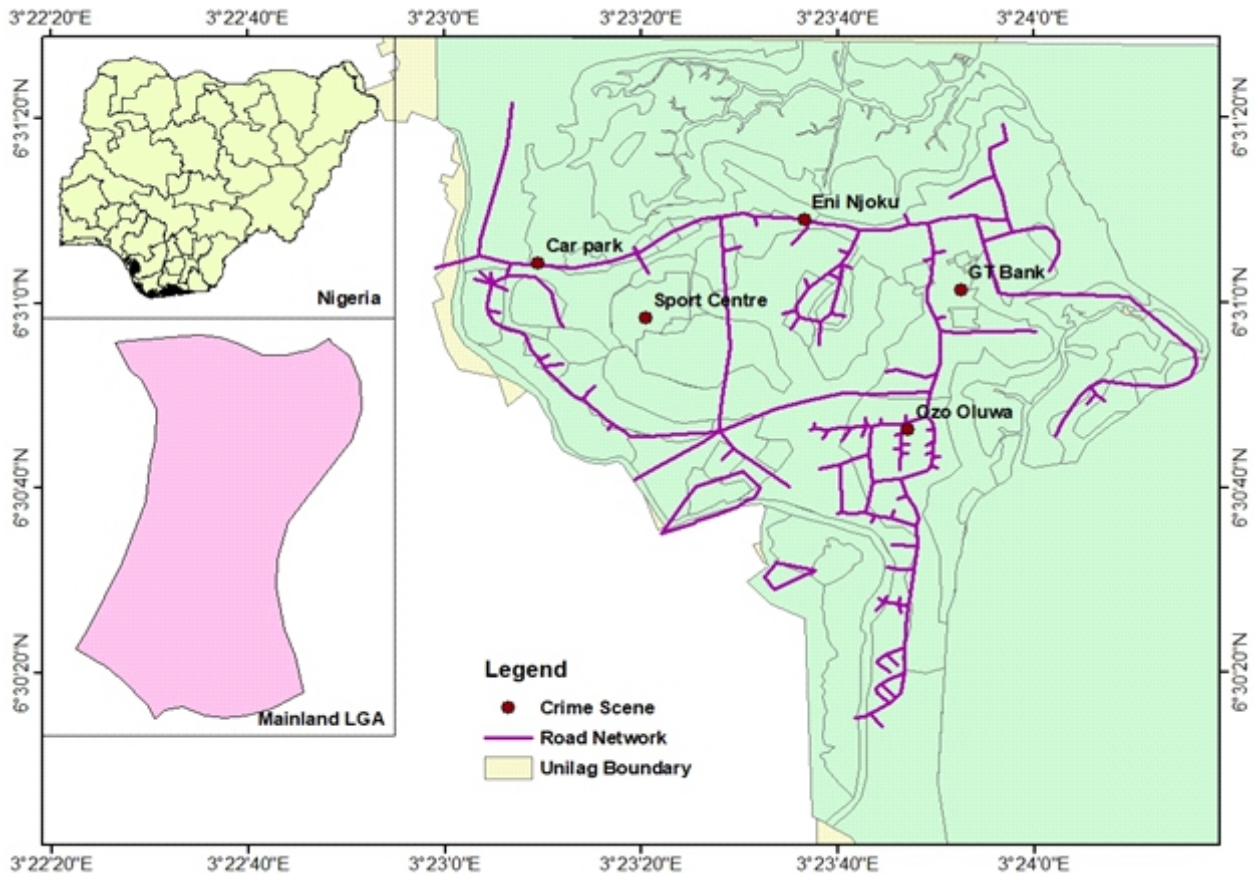 3°22'20"E
3°22'40"E
3°23'0"E
3°23'20"E
3°23'40"E
3°24'0"E
6°31'20"N
6°31'20"N
Eni Njoku
Car park
GT Bank
Nigeria
Sport Centre
6°31'0"N
6°31'0"N
Ozo Oluwa
6°30'40"N
6°30'40"N
6°30'20"N
6°30'20"N
Mainland LGA
Legend
Crime Scene
Road Network
Unilag Boundary
3°22'20"E
3°22'40"E
3°23'0"E
3°23'20"E
3°23'40"E
3°24'0"E